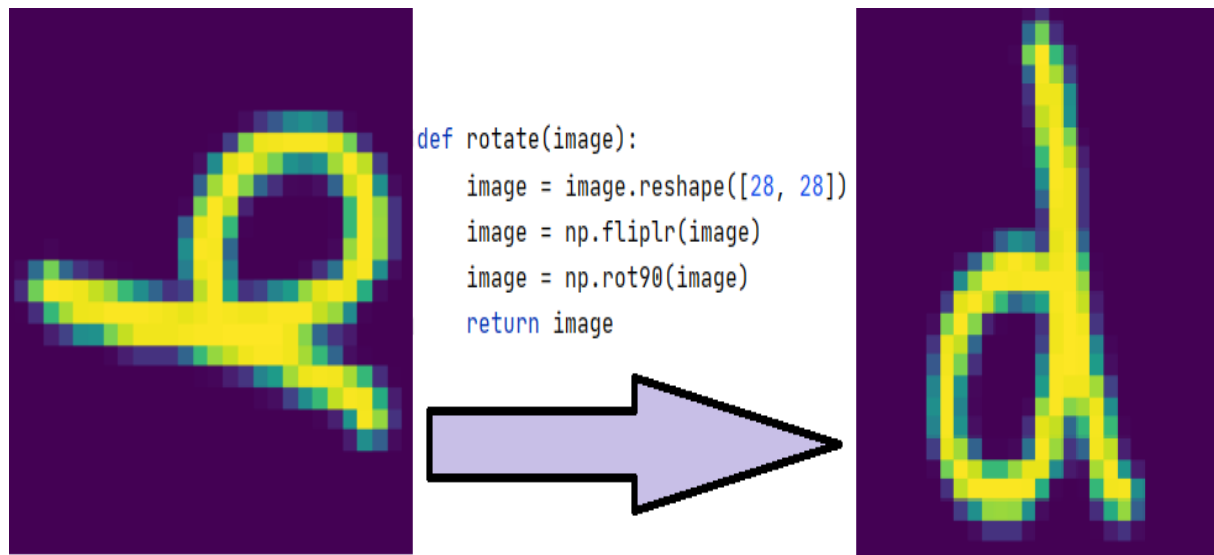 def rotate(image):
    image = image.reshape([28, 28])
    image = np.fliplr(image)
    image = np.rot90(image)
    return image
d